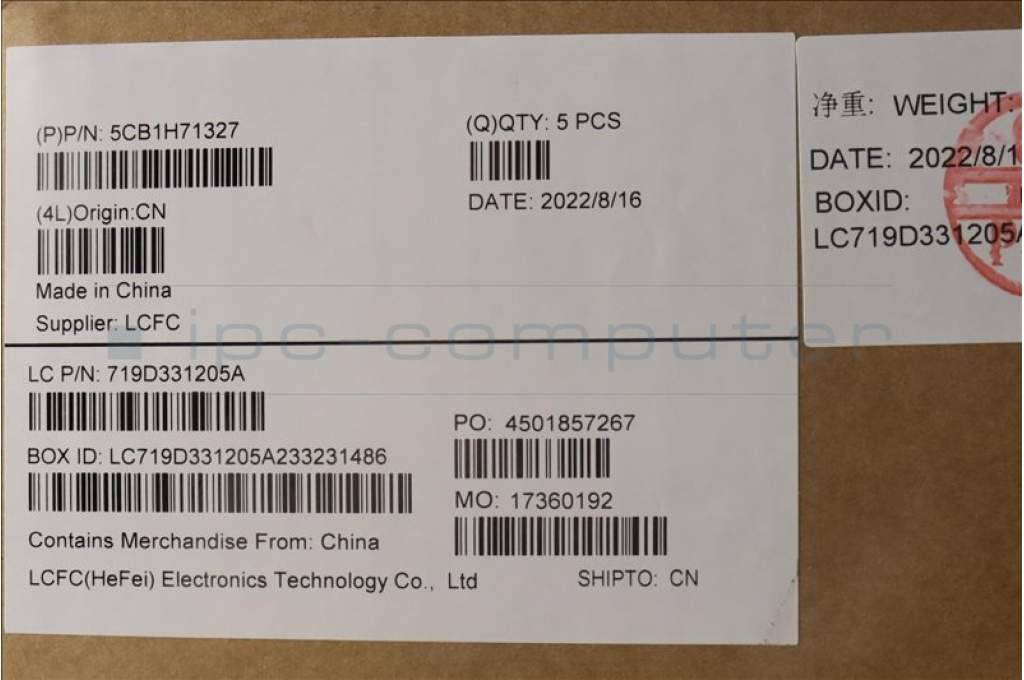 (P)P/N: 5CB1H71327
(Q)QTY: 5 PCS
DATE: 2022/8/16
(4L)Origin:CN
Made in China
Supplier: LCFC
LC P/N: 719D331205A
BOX ID: LC719D331205A233231486
PO: 4501857267
MO: 17360192
Contains Merchandise From: China
LCFC(HeFei) Electronics Technology Co., Ltd
SHIPTO: CN
净重: WEIGHT:
DATE: 2022/8/1
BOXID:
LC719D331205A
ipc-computer